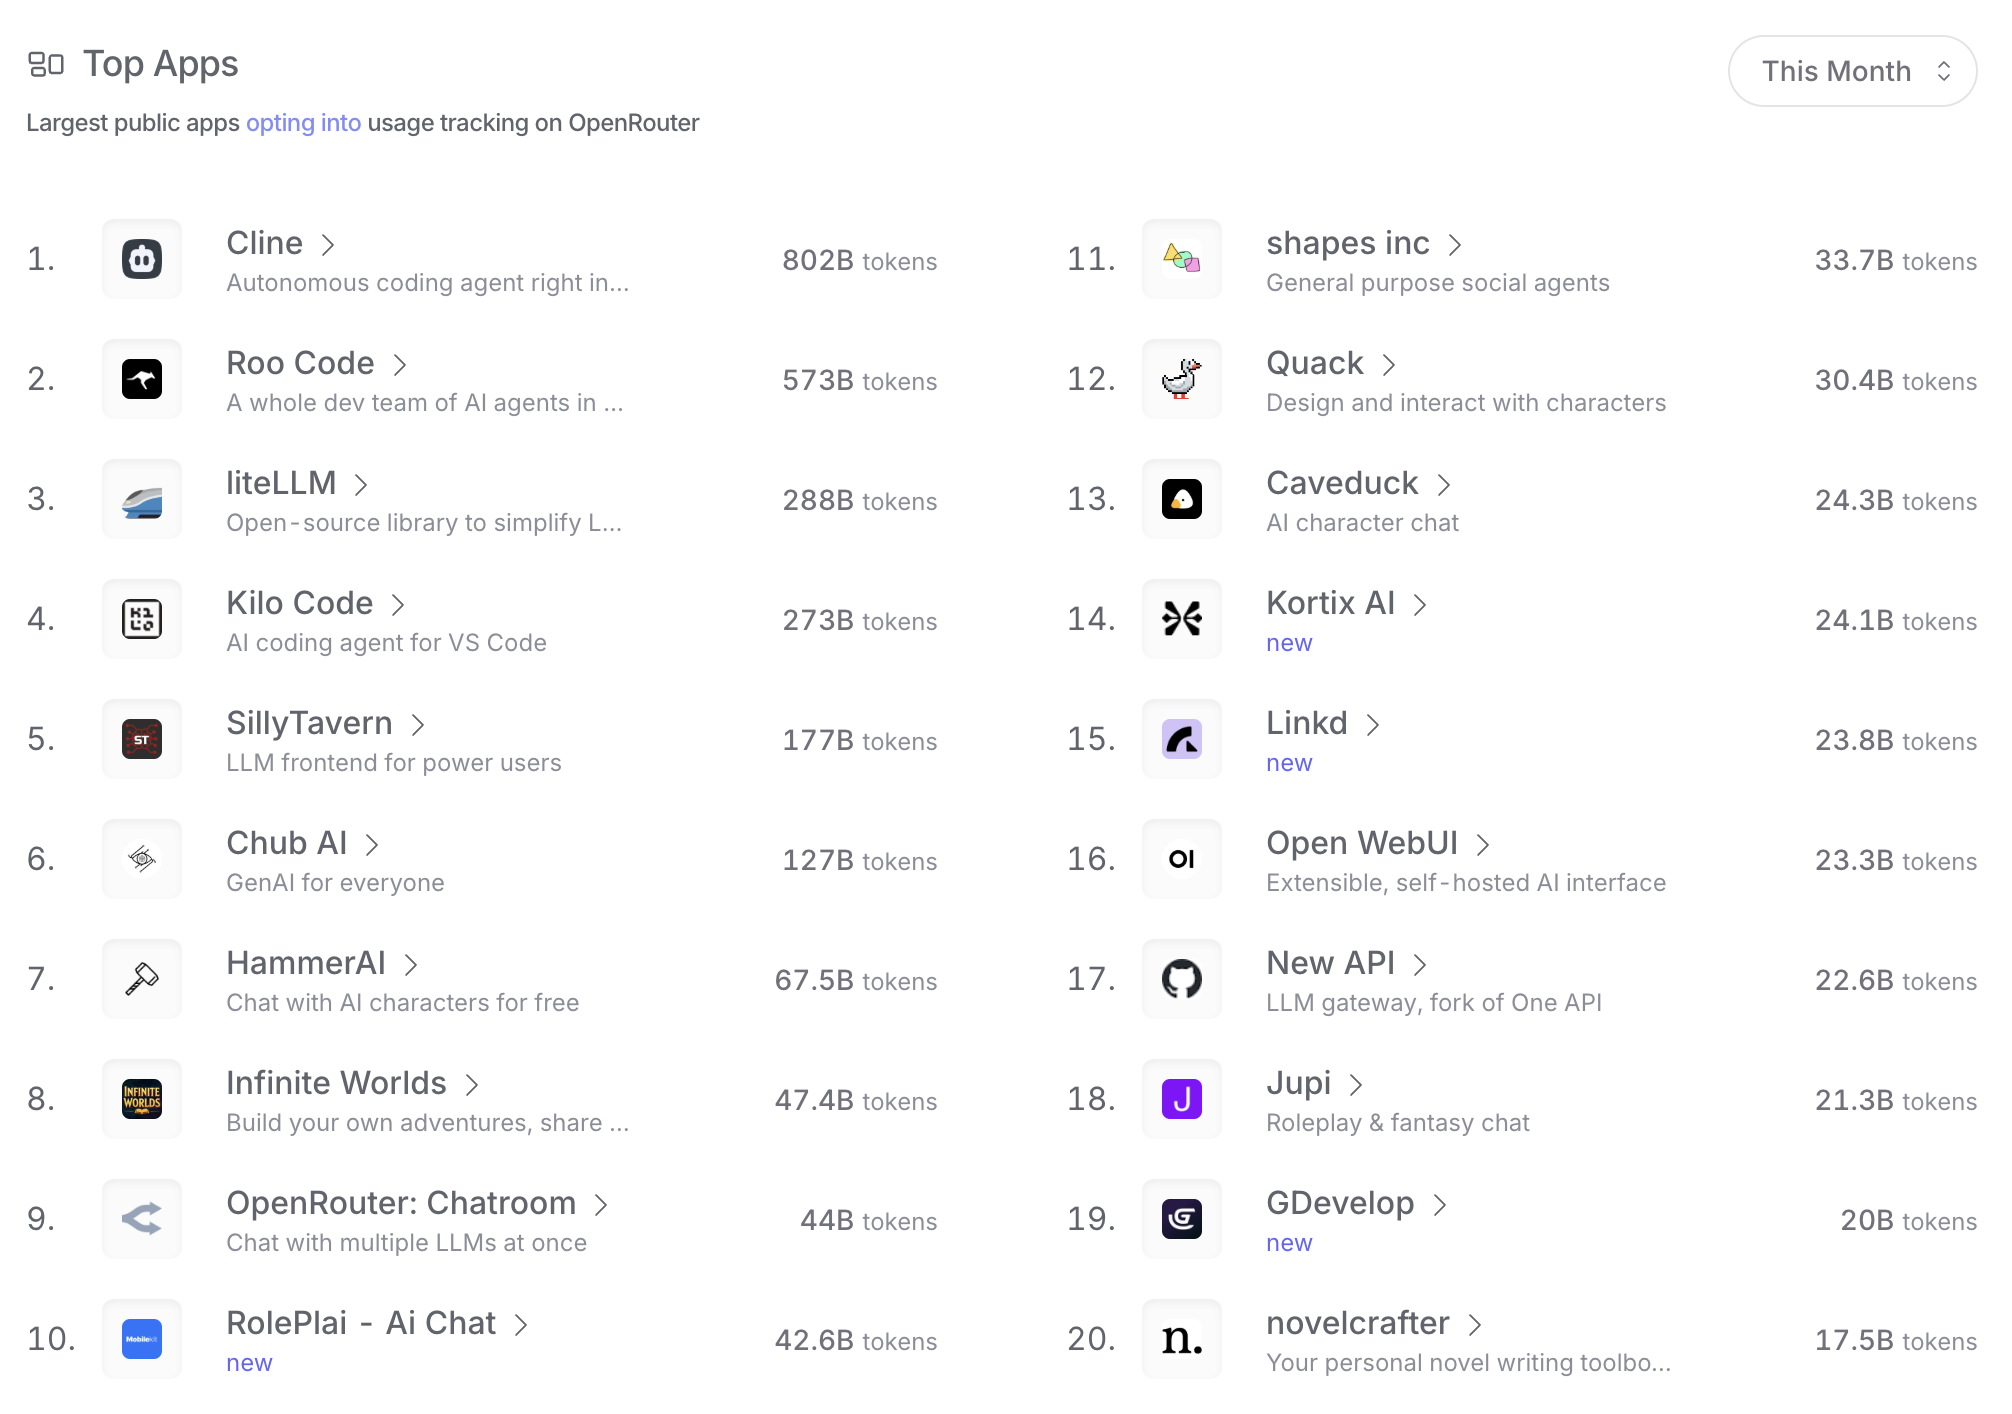 Top Apps
This Month
Largest public apps opting into usage tracking on OpenRouter
1.
Cline
Autonomous coding agent right in...
802B tokens
2.
Roo Code
A whole dev team of AI agents in ...
573B tokens
3.
liteLLM
Open-source library to simplify L...
288B tokens
4.
KILO
Kilo Code
AI coding agent for VS Code
273B tokens
5.
ST
SillyTavern
LLM frontend for power users
177B tokens
6.
Chub AI
GenAI for everyone
127B tokens
7.
HammerAI
Chat with AI characters for free
67.5B tokens
8.
INFINITE
WORLDS
Infinite Worlds
Build your own adventures, share ...
47.4B tokens
9.
OpenRouter: Chatroom
Chat with multiple LLMs at once
44B tokens
10.
MobileKit
RolePlai - Ai Chat
new
42.6B tokens
11.
shapes inc
General purpose social agents
33.7B tokens
12.
Quack
Design and interact with characters
30.4B tokens
13.
Caveduck
AI character chat
24.3B tokens
14.
Kortix AI
new
24.1B tokens
15.
Linkd
new
23.8B tokens
16.
OI
Open WebUI
Extensible, self-hosted AI interface
23.3B tokens
17.
New API
LLM gateway, fork of One API
22.6B tokens
18.
J
Jupi
Roleplay & fantasy chat
21.3B tokens
19.
GDevelop
new
20B tokens
20.
n.
novelcrafter
Your personal novel writing toolbo...
17.5B tokens